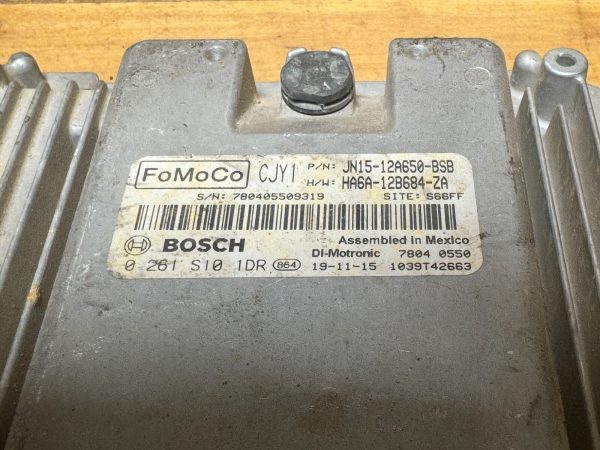 FoMoCo CJY1 P/N: JN15-12A650-BSB
H/W: HA6A-12B684-ZA
S/N: 780405509319 SITE: S66FF
BOSCH Assembled in Mexico
DI-Motronic 7804 0550
0 261 S10 1DR 864 19-11-15 1039T42663